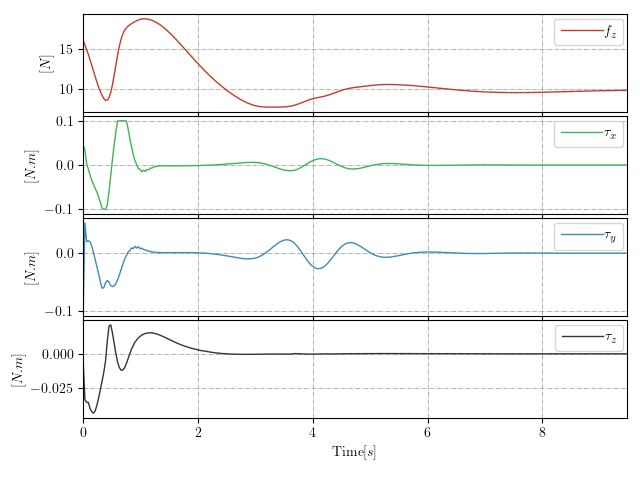 [N]
15
10
f_z
[N.m]
0.1
0.0
−0.1
τ_x
[N.m]
0.0
−0.1
τ_y
[N.m]
0.000
−0.025
τ_z
0 2 4 6 8
Time[s]